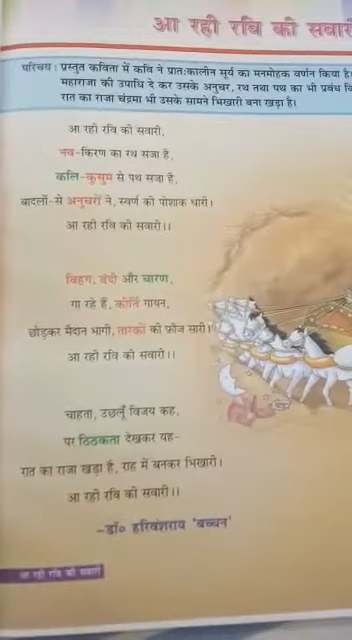 आ रही रवि की सवारी
परिचय : प्रस्तुत कविता में कवि ने प्रात:कालीन सूर्य का मनमोहक वर्णन किया है।
महाराजा की उपाधि दे कर उसके अनुचर, रथ तथा पथ का भी प्रबंध
रात का राजा चंद्रमा भी उसके सामने भिखारी बना खड़ा है।
आ रही रवि की सवारी,
नव-किरण का रथ सजा है,
कलि-कुसुम से पथ सजा है,
बादलों-से अनुचरों ने, स्वर्ण की पोशाक धारी।
आ रही रवि की सवारी।।
विहग, बंदी और चारण,
गा रहे हैं, कीर्ति गायन,
छोड़कर मैदान भागी, तारकों की फ़ौज सारी।
आ रही रवि की सवारी।।
चाहता, उछलूँ विजय कह,
पर ठिठकता देखकर यह-
रात का राजा खड़ा है, राह में बनकर भिखारी।
आ रही रवि की सवारी।।
-डॉ० हरिवंशराय 'बच्चन'
आ रही रवि की सवारी